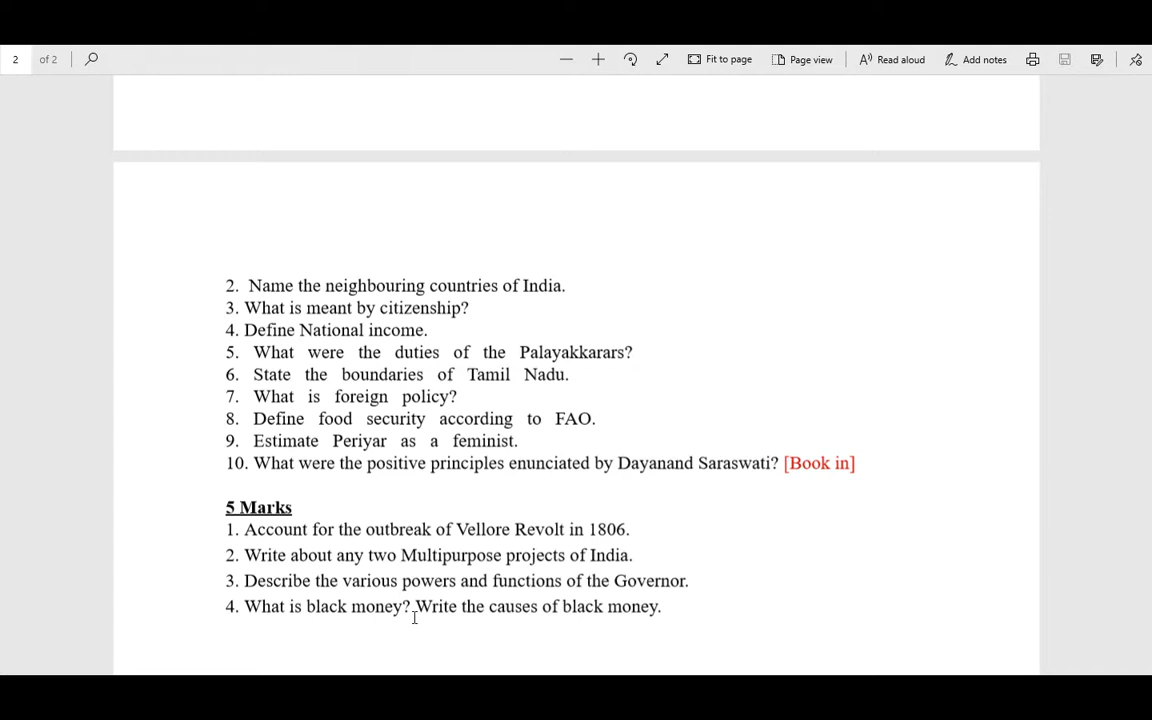 2 of 2 Fit to page Page view Read aloud Add notes
2. Name the neighbouring countries of India.
3. What is meant by citizenship?
4. Define National income.
5. What were the duties of the Palayakkarars?
6. State the boundaries of Tamil Nadu.
7. What is foreign policy?
8. Define food security according to FAO.
9. Estimate Periyar as a feminist.
10. What were the positive principles enunciated by Dayanand Saraswati? [Book in]
5 Marks
1. Account for the outbreak of Vellore Revolt in 1806.
2. Write about any two Multipurpose projects of India.
3. Describe the various powers and functions of the Governor.
4. What is black money? Write the causes of black money.